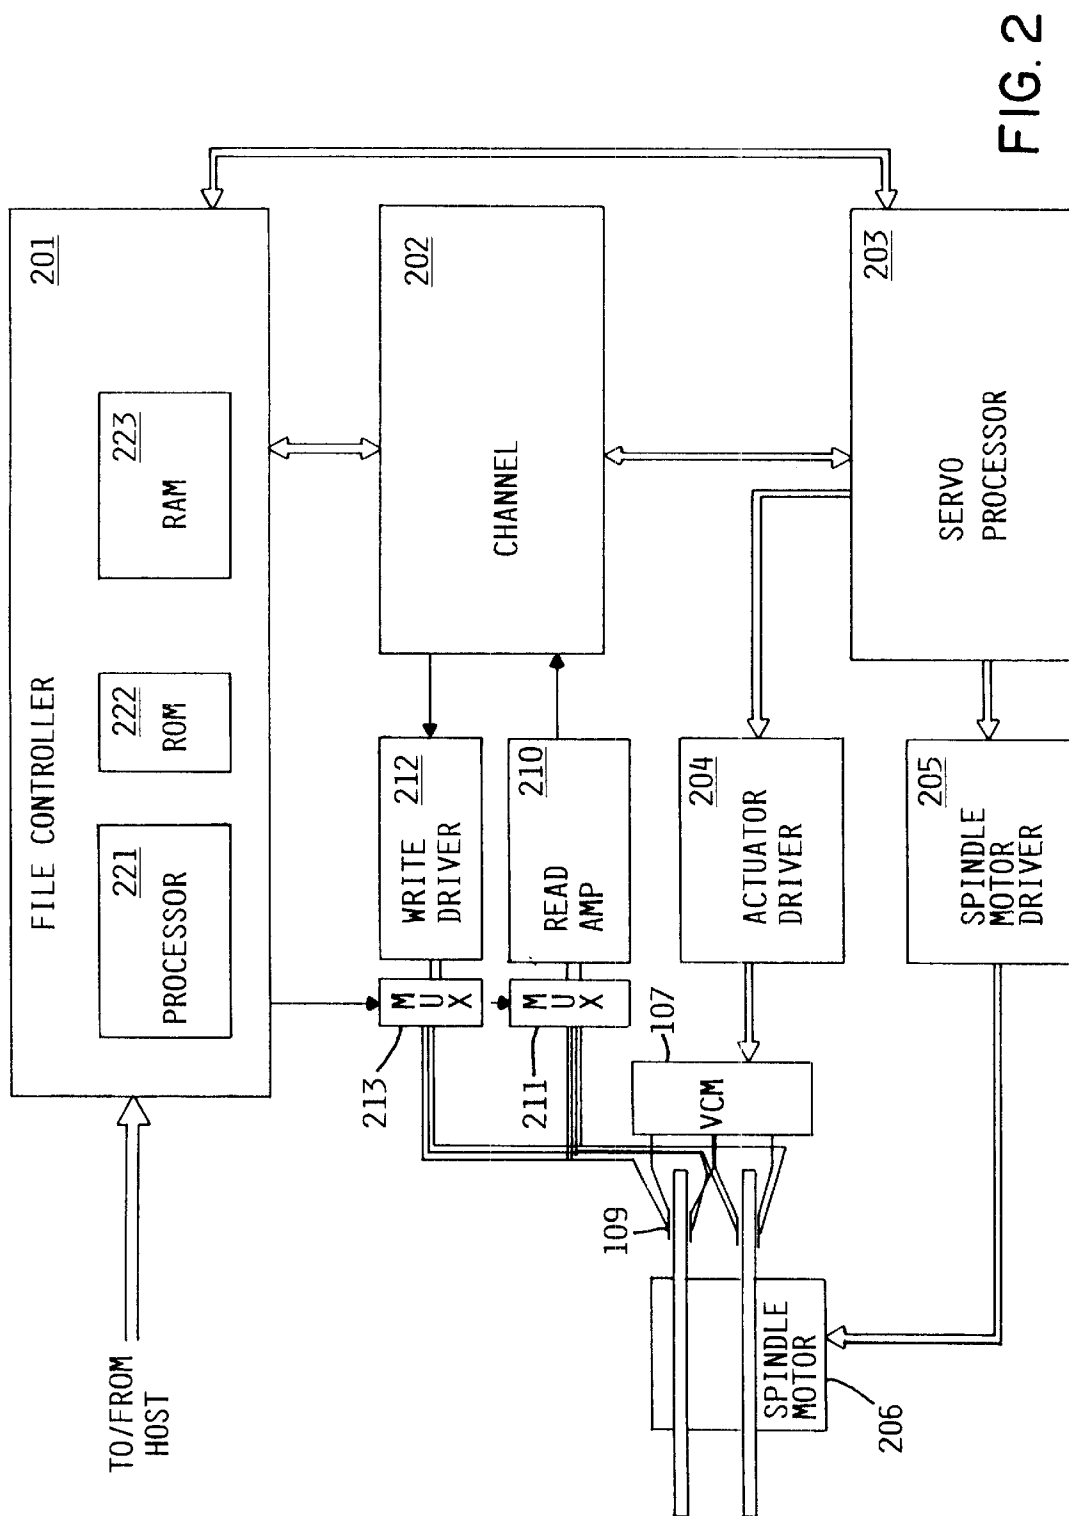 TO/FROM
HOST
FILE CONTROLLER
201
221
PROCESSOR
222
ROM
223
RAM
213
M
U
X
212
WRITE
DRIVER
202
CHANNEL
211
M
U
X
210
READ
AMP
109
107
VCM
204
ACTUATOR
DRIVER
203
SERVO
PROCESSOR
SPINDLE
MOTOR
206
205
SPINDLE
MOTOR
DRIVER
FIG. 2